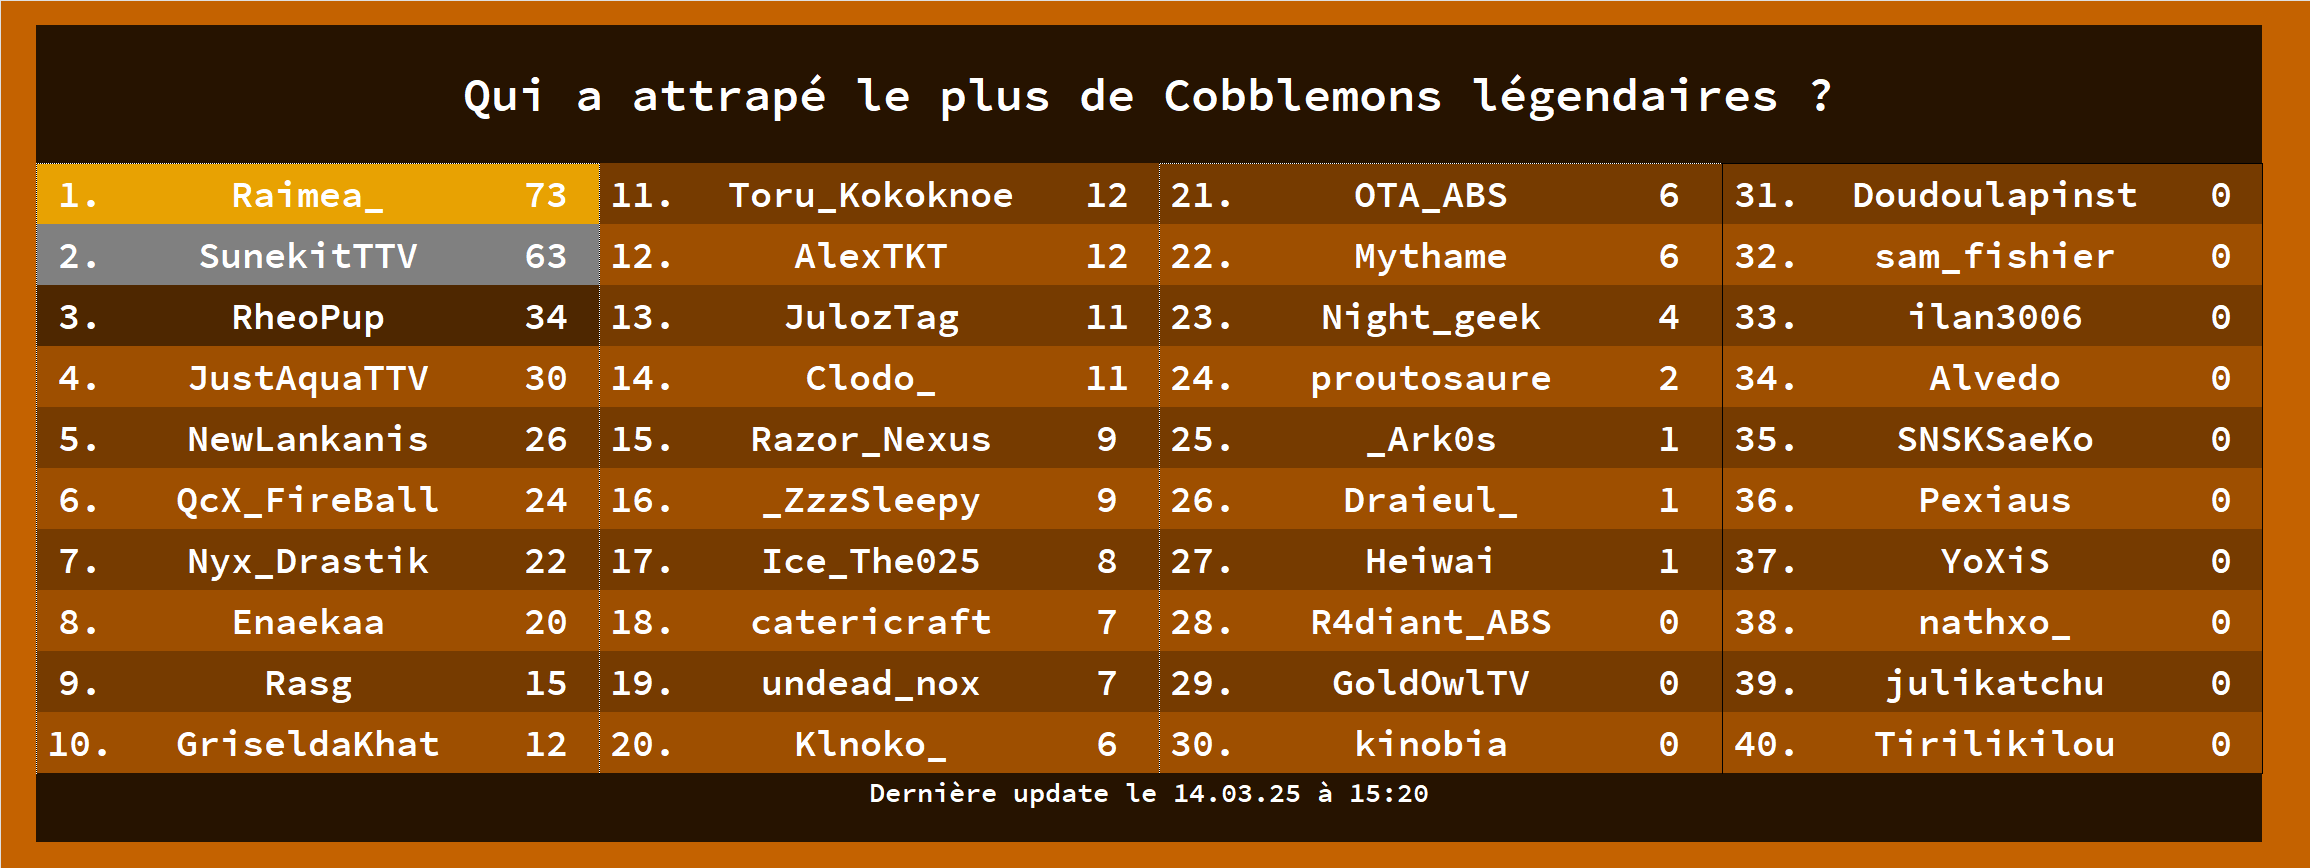 Qui a attrapé le plus de Cobblemons légendaires ?
1. Raimea_ 73
2. SunekitTTV 63
3. RheoPup 34
4. JustAquaTTV 30
5. NewLankanis 26
6. QcX_FireBall 24
7. Nyx_Drastik 22
8. Enaekaa 20
9. Rasg 15
10. GriseldaKhat 12
11. Toru_Kokoknoe 12
12. AlexTKT 12
13. JulozTag 11
14. Clodo_ 11
15. Razor_Nexus 9
16. _ZzzSleepy 9
17. Ice_The025 8
18. catericraft 7
19. undead_nox 7
20. Klnoko_ 6
21. OTA_ABS 6
22. Mythame 6
23. Night_geek 4
24. proutosaure 2
25. _Ark0s 1
26. Draieul_ 1
27. Heiwai 1
28. R4diant_ABS 0
29. GoldOwlTV 0
30. kinobia 0
31. Doudoulapinst 0
32. sam_fishier 0
33. ilan3006 0
34. Alvedo 0
35. SNSKSaeKo 0
36. Pexiaus 0
37. YoXiS 0
38. nathxo_ 0
39. julikatchu 0
40. Tirilikilou 0
Dernière update le 14.03.25 à 15:20